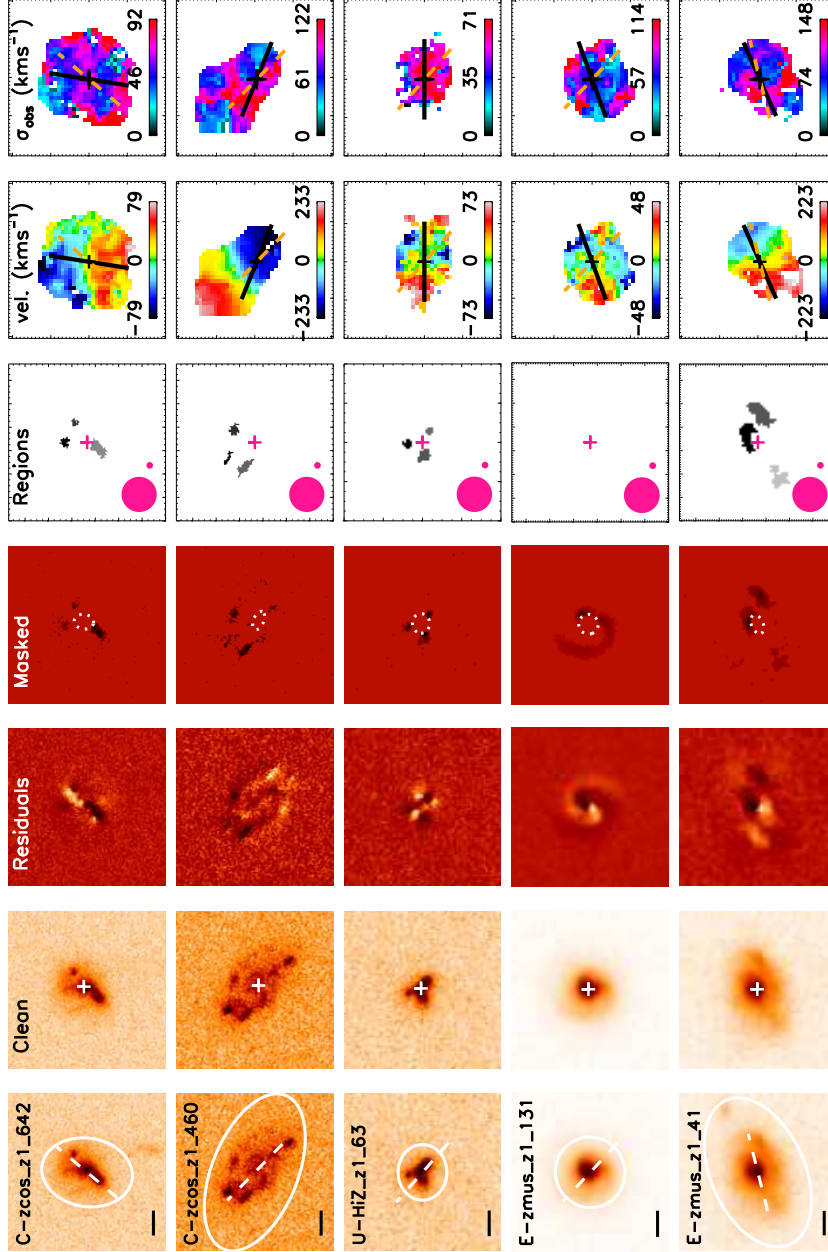 C-zcos_z1_642 Clean Residuals Masked Regions vel. (kms⁻¹) σobs (kms⁻¹)
-79 0 79 0 46 92
C-zcos_z1_460
-233 0 233 0 61 122
U-HiZ_z1_63
-73 0 73 0 35 71
E-zmus_z1_131
-48 0 48 0 57 114
E-zmus_z1_41
-223 0 223 0 74 148